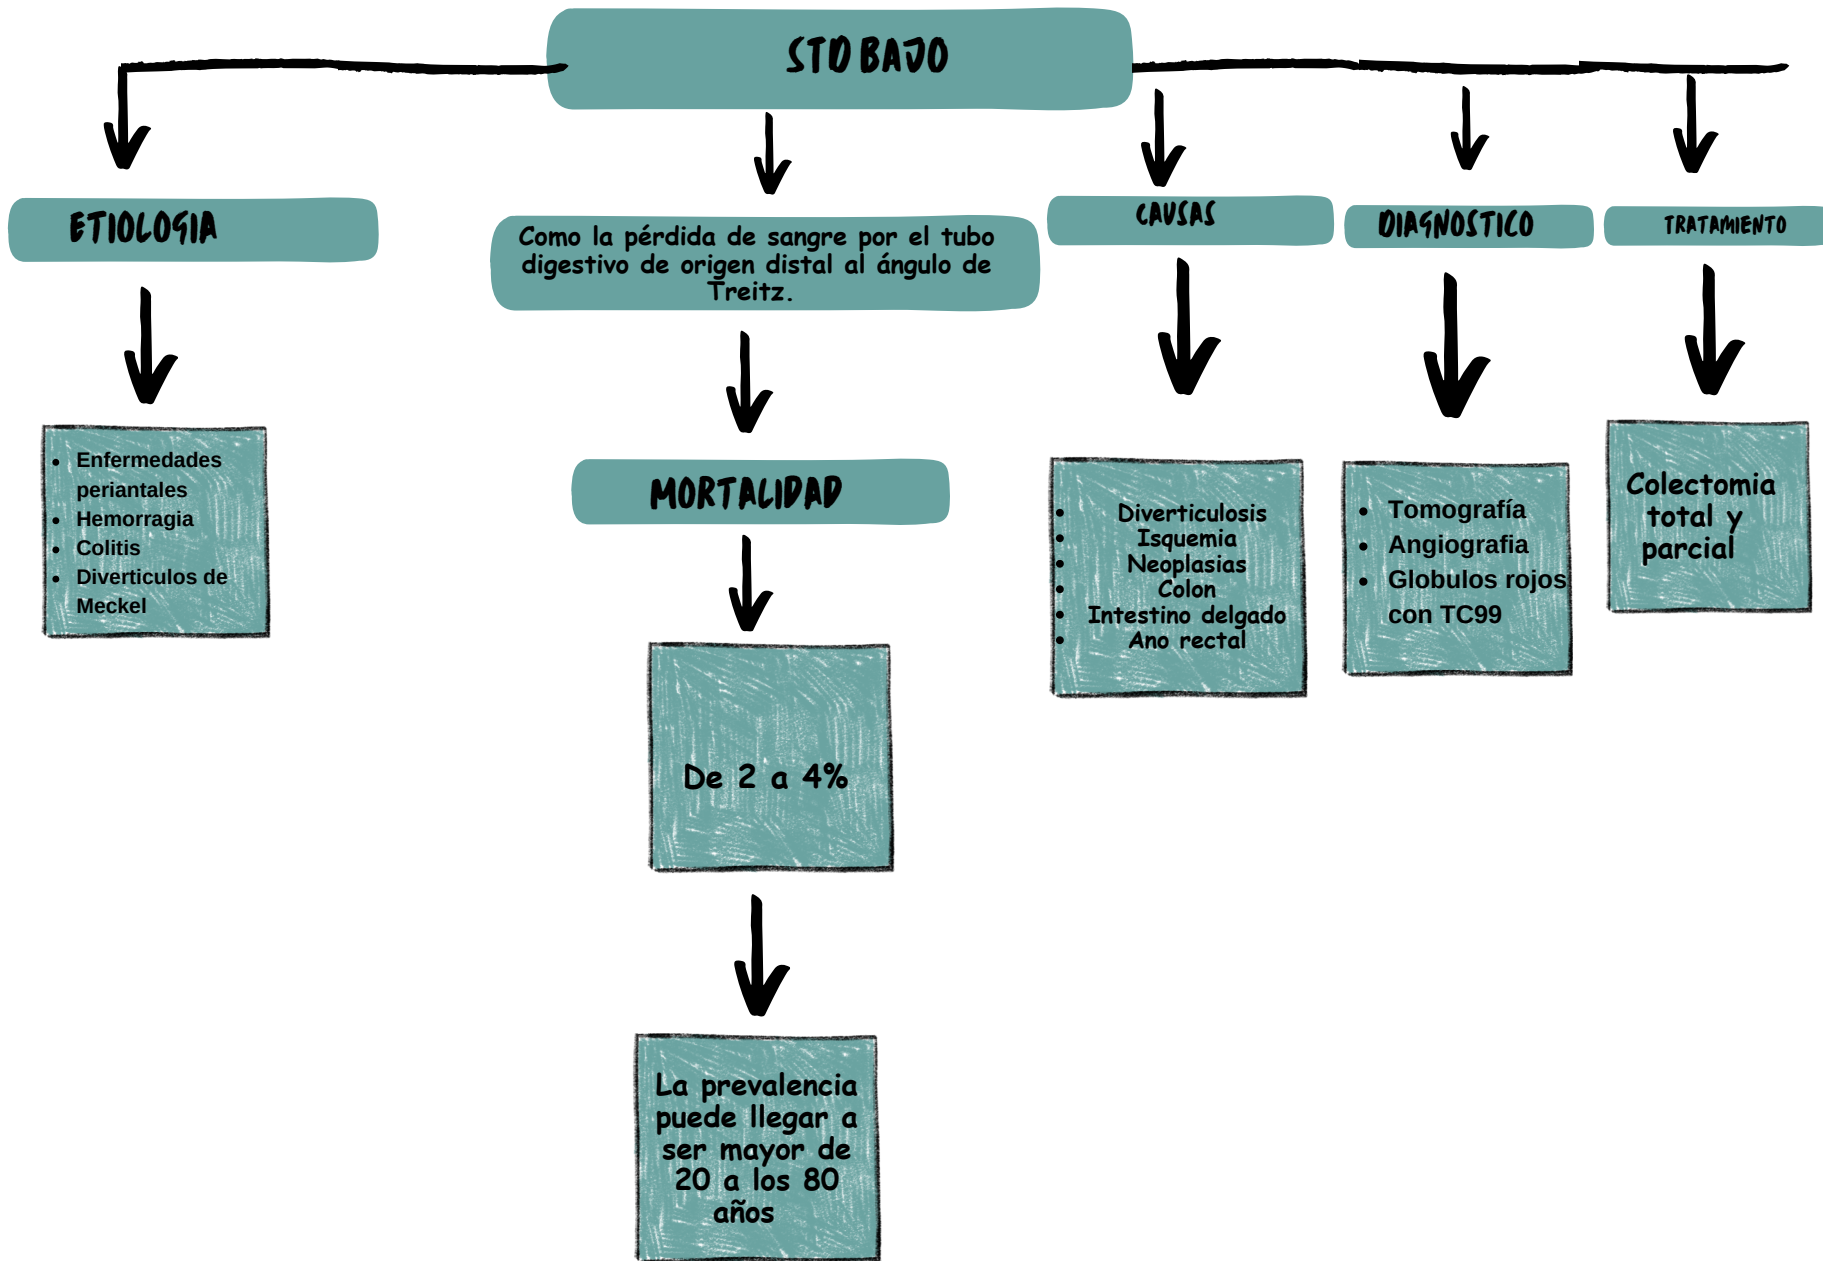 STD BAJO
ETIOLOGIA
Como la pérdida de sangre por el tubo
digestivo de origen distal al ángulo de
Treitz.
CAUSAS
DIAGNOSTICO
TRATAMIENTO
• Enfermedades
periantales
• Hemorragia
• Colitis
• Diverticulos de
Meckel
MORTALIDAD
De 2 a 4%
La prevalencia
puede llegar a
ser mayor de
20 a los 80
años
• Diverticulosis
• Isquemia
• Neoplasias
• Colon
• Intestino delgado
• Ano rectal
• Tomografía
• Angiografia
• Globulos rojos
con TC99
Colectomia
total y
parcial